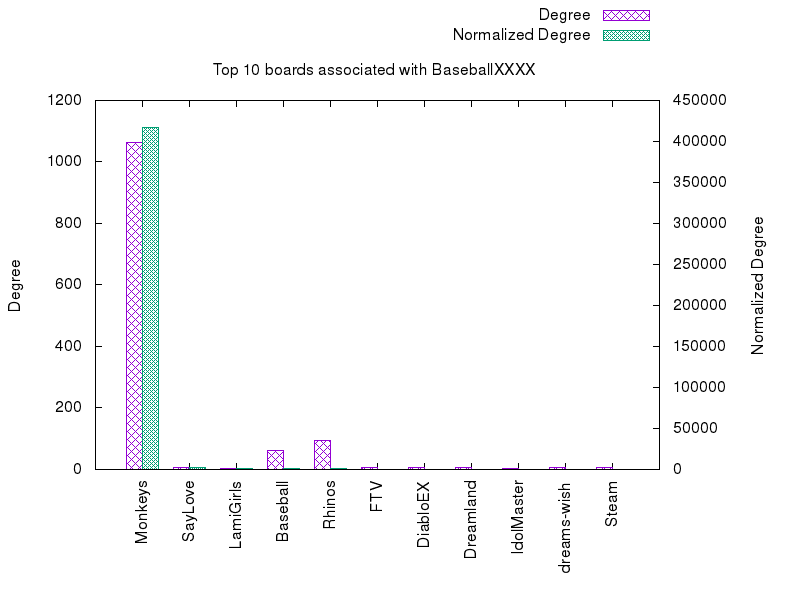 Degree
Normalized Degree
Top 10 boards associated with BaseballXXXX
1200
1000
800
600
400
200
0
Degree
450000
400000
350000
300000
250000
200000
150000
100000
50000
0
Normalized Degree
Monkeys
SayLove
LamiGirls
Baseball
Rhinos
FTV
DiabloEX
Dreamland
IdolMaster
dreams-wish
Steam